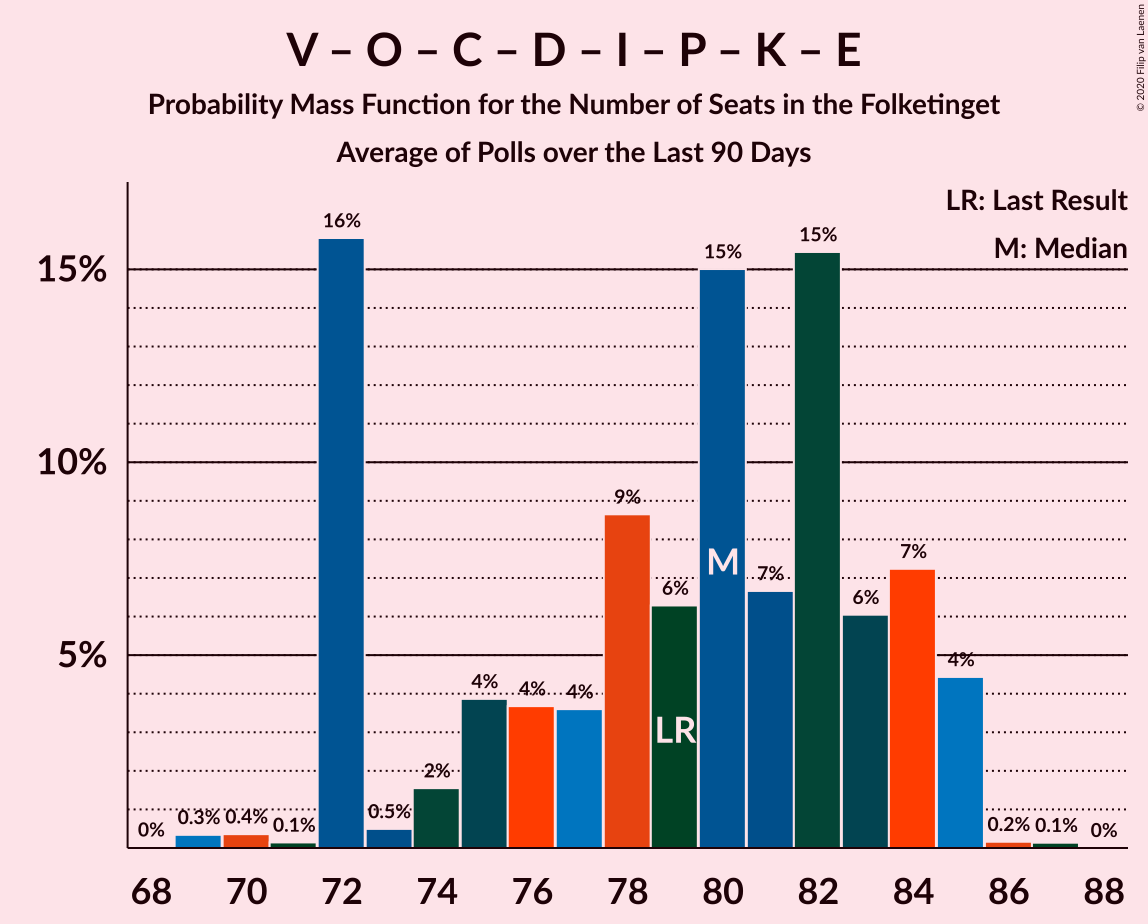 V – O – C – D – I – P – K – E
Probability Mass Function for the Number of Seats in the Folketinget
Average of Polls over the Last 90 Days
© 2020 Filip van Laenen
LR: Last Result
M: Median
15%
10%
5%
0%
0.3%
0.4%
0.1%
16%
0.5%
2%
4%
4%
4%
9%
6%
15%
7%
15%
6%
7%
4%
0.2%
0.1%
0%
M
LR
68 70 72 74 76 78 80 82 84 86 88